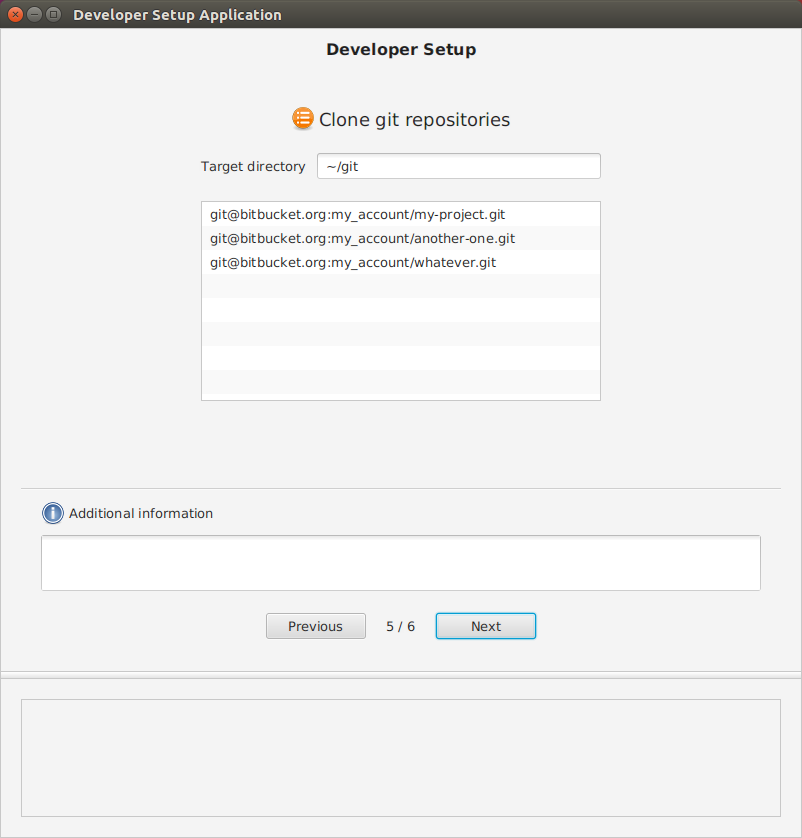 Developer Setup Application
Developer Setup
Clone git repositories
Target directory ~/git
git@bitbucket.org:my_account/my-project.git
git@bitbucket.org:my_account/another-one.git
git@bitbucket.org:my_account/whatever.git
Additional information
Previous 5 / 6 Next